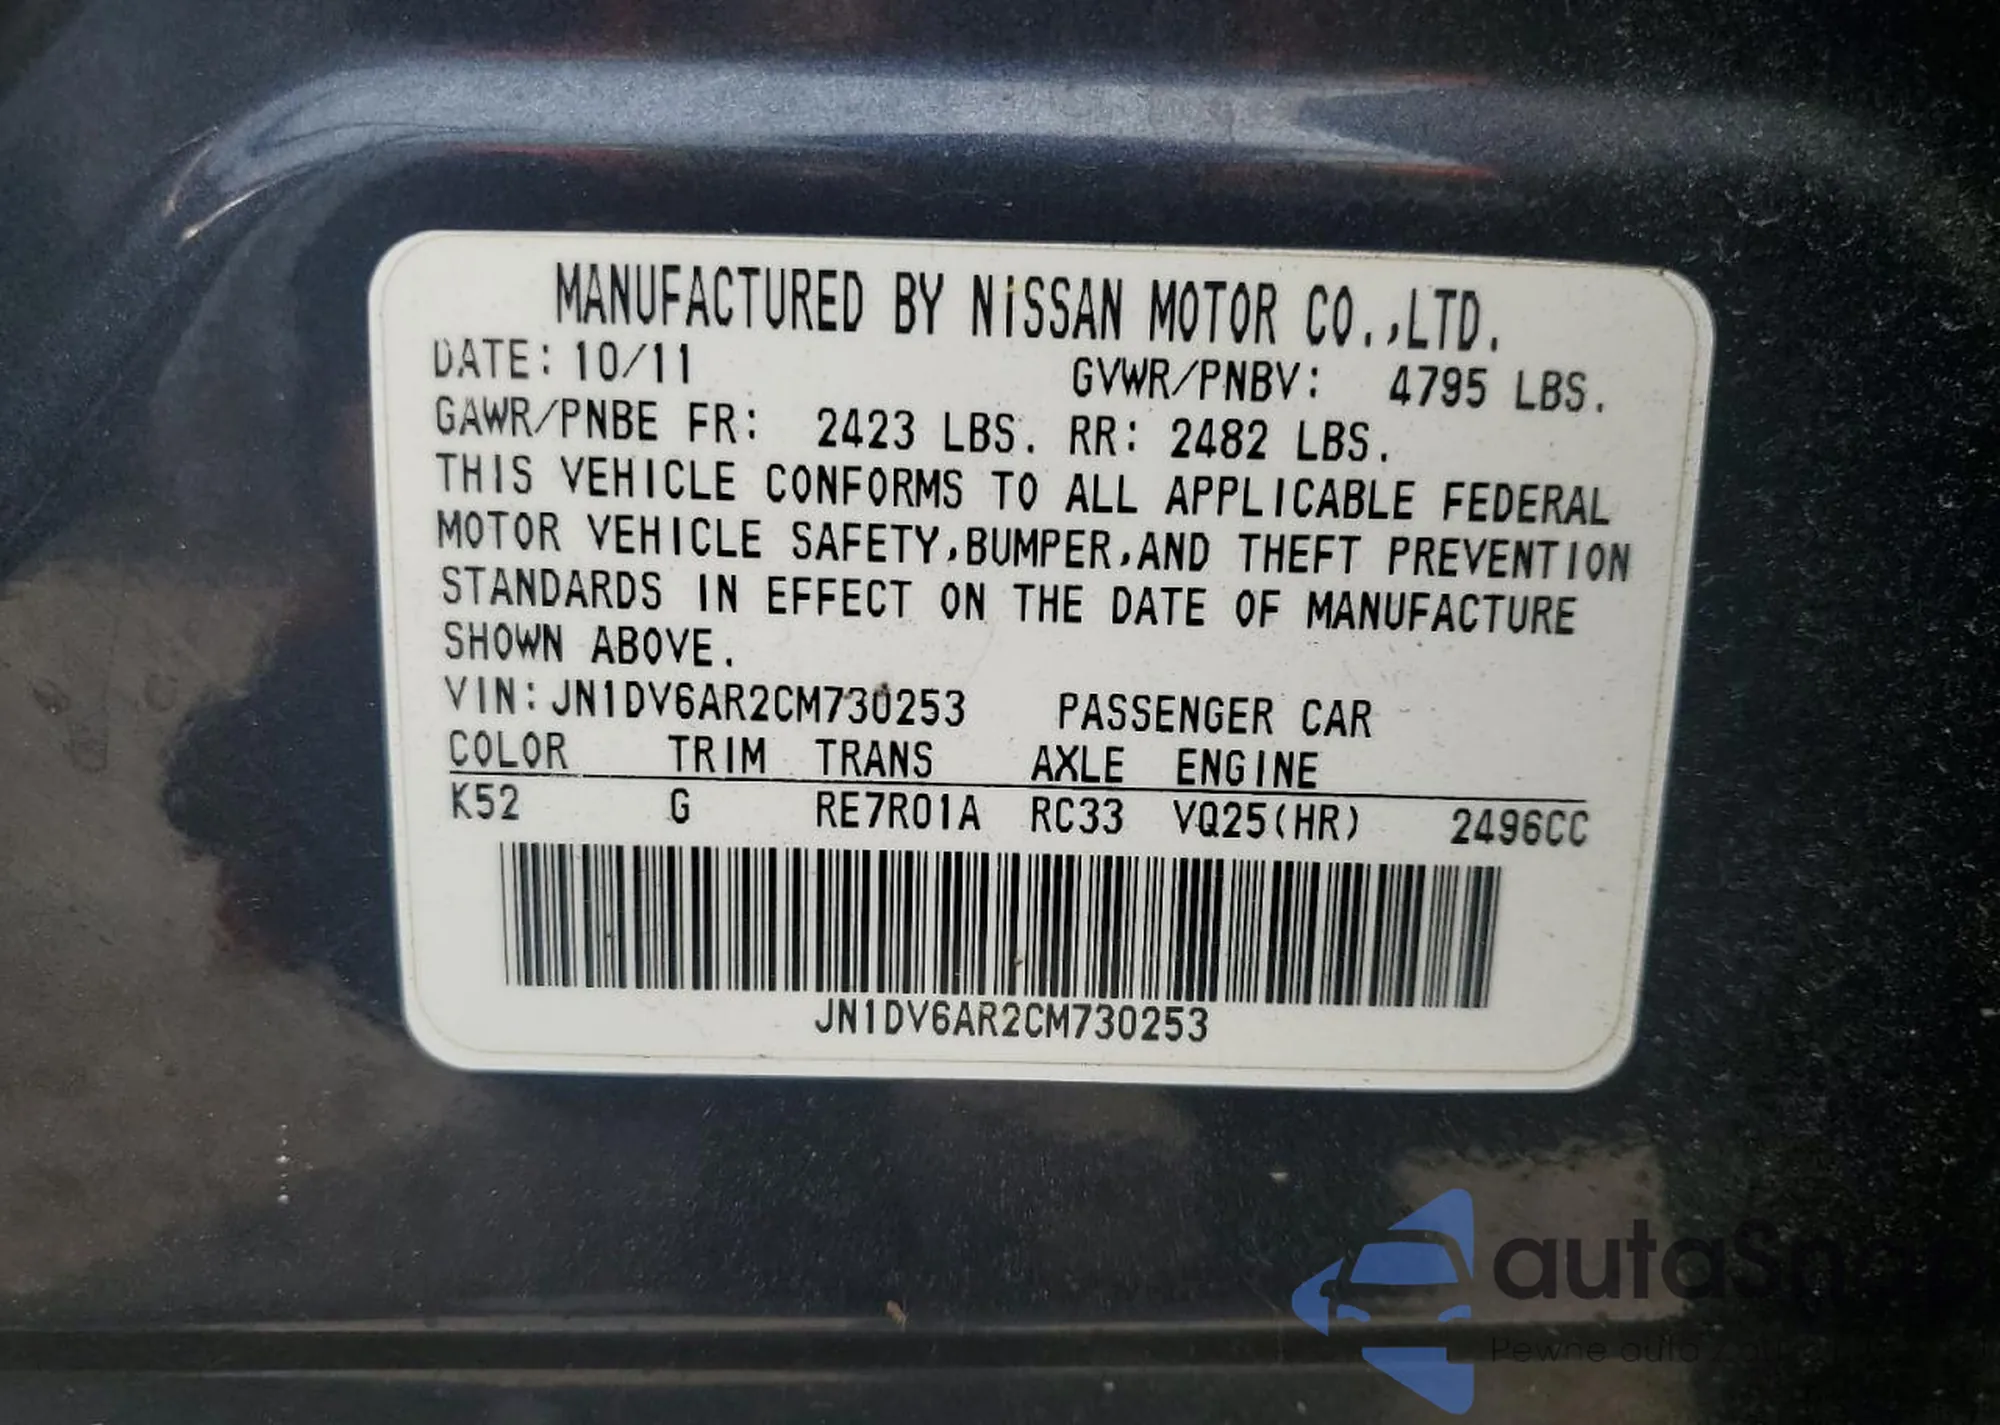 MANUFACTURED BY NISSAN MOTOR CO.,LTD.
DATE: 10/11 GVWR/PNBV: 4795 LBS.
GAWR/PNBE FR: 2423 LBS. RR: 2482 LBS.
THIS VEHICLE CONFORMS TO ALL APPLICABLE FEDERAL
MOTOR VEHICLE SAFETY,BUMPER,AND THEFT PREVENTION
STANDARDS IN EFFECT ON THE DATE OF MANUFACTURE
SHOWN ABOVE.
VIN:JN1DV6AR2CM730253 PASSENGER CAR
COLOR TRIM TRANS AXLE ENGINE
K52 G RE7R01A RC33 VQ25(HR) 2496CC
JN1DV6AR2CM730253
autaSnap
Pewne auto